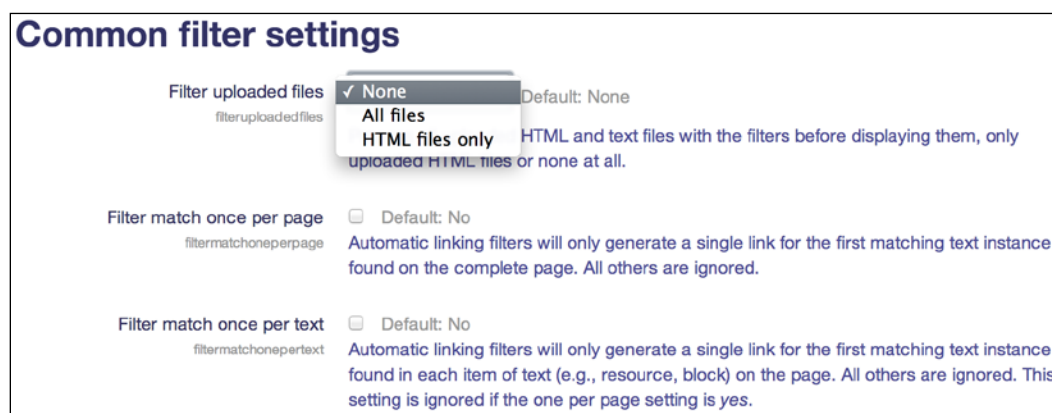 Common filter settings
Filter uploaded files
filteruploadedfiles
✓ None
All files
HTML files only
Default: None
HTML and text files with the filters before displaying them, only
uploaded HTML files or none at all.
Filter match once per page
filtermatchoneperpage
Default: No
Automatic linking filters will only generate a single link for the first matching text instance
found on the complete page. All others are ignored.
Filter match once per text
filtermatchonepertext
Default: No
Automatic linking filters will only generate a single link for the first matching text instance
found in each item of text (e.g., resource, block) on the page. All others are ignored. This
setting is ignored if the one per page setting is yes.